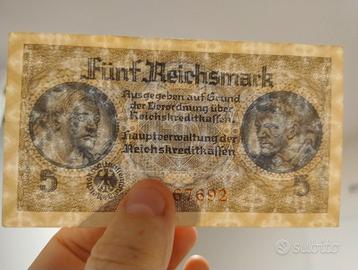 Fünf Reichsmark
Ausgegeben auf Grund
der Verordnung über
Reichskreditkassen.
Hauptverwaltung der
Reichskreditkassen
5 5
67692
subito